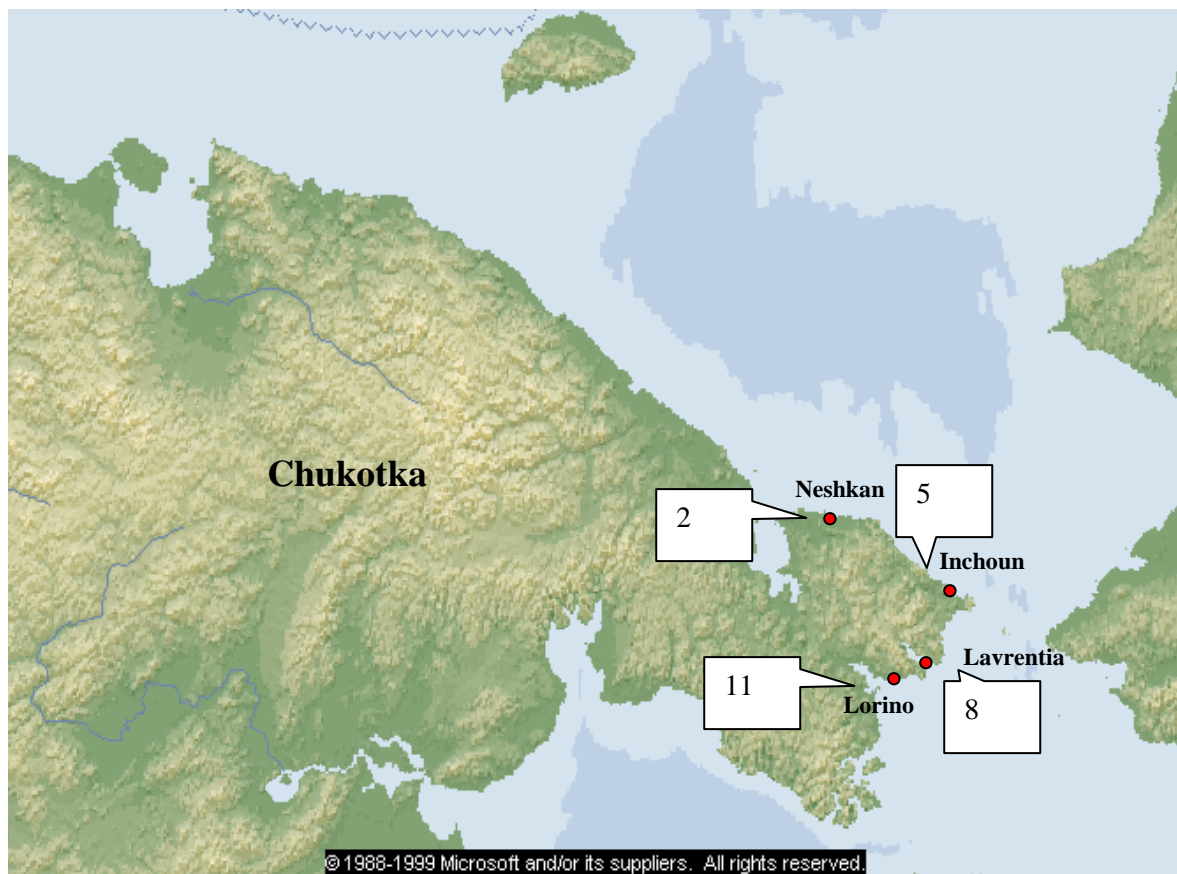 Chukotka
Neshkan
2
5
Inchoun
Lavrentia
11
Lorino
8
© 1988-1999 Microsoft and/or its suppliers. All rights reserved.